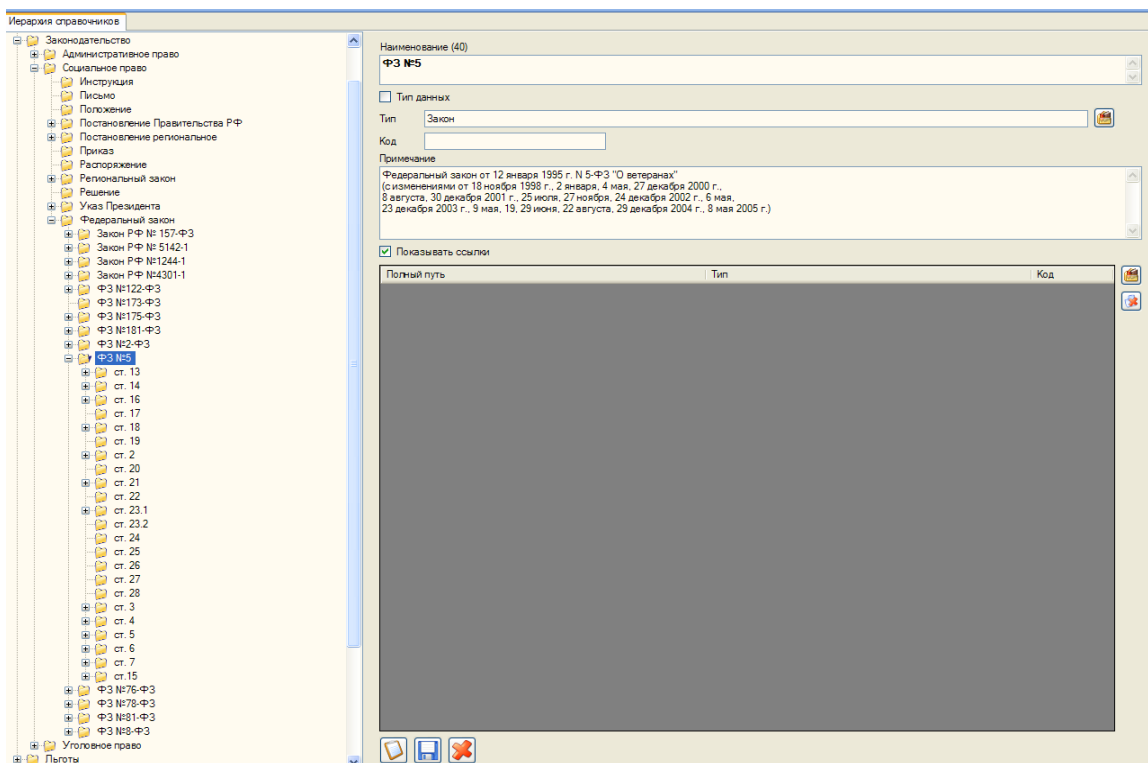 Иерархия справочников
Законодательство
Административное право
Социальное право
Инструкция
Письмо
Положение
Постановление Правительства РФ
Постановление региональное
Приказ
Распоряжение
Региональный закон
Решение
Указ Президента
Федеральный закон
Закон РФ № 157-ФЗ
Закон РФ № 5142-1
Закон РФ №1244-1
Закон РФ №4301-1
ФЗ №122-ФЗ
ФЗ №173-ФЗ
ФЗ №175-ФЗ
ФЗ №181-ФЗ
ФЗ №2-ФЗ
ФЗ №5
ст. 13
ст. 14
ст. 16
ст. 17
ст. 18
ст. 19
ст. 2
ст. 20
ст. 21
ст. 22
ст. 23.1
ст. 23.2
ст. 24
ст. 25
ст. 26
ст. 27
ст. 28
ст. 3
ст. 4
ст. 5
ст. 6
ст. 7
ст.15
ФЗ №76-ФЗ
ФЗ №78-ФЗ
ФЗ №81-ФЗ
ФЗ №8-ФЗ
Уголовное право
Льготы
Наименование (40)
ФЗ №5
Тип данных
Тип Закон
Код
Примечание
Федеральный закон от 12 января 1995 г. N 5-ФЗ "О ветеранах"
(с изменениями от 18 ноября 1998 г., 2 января, 4 мая, 27 декабря 2000 г.,
8 августа, 30 декабря 2001 г., 25 июля, 27 ноября, 24 декабря 2002 г., 6 мая,
23 декабря 2003 г., 9 мая, 19, 29 июня, 22 августа, 29 декабря 2004 г., 8 мая 2005 г.)
Показывать ссылки
Полный путь Тип Код